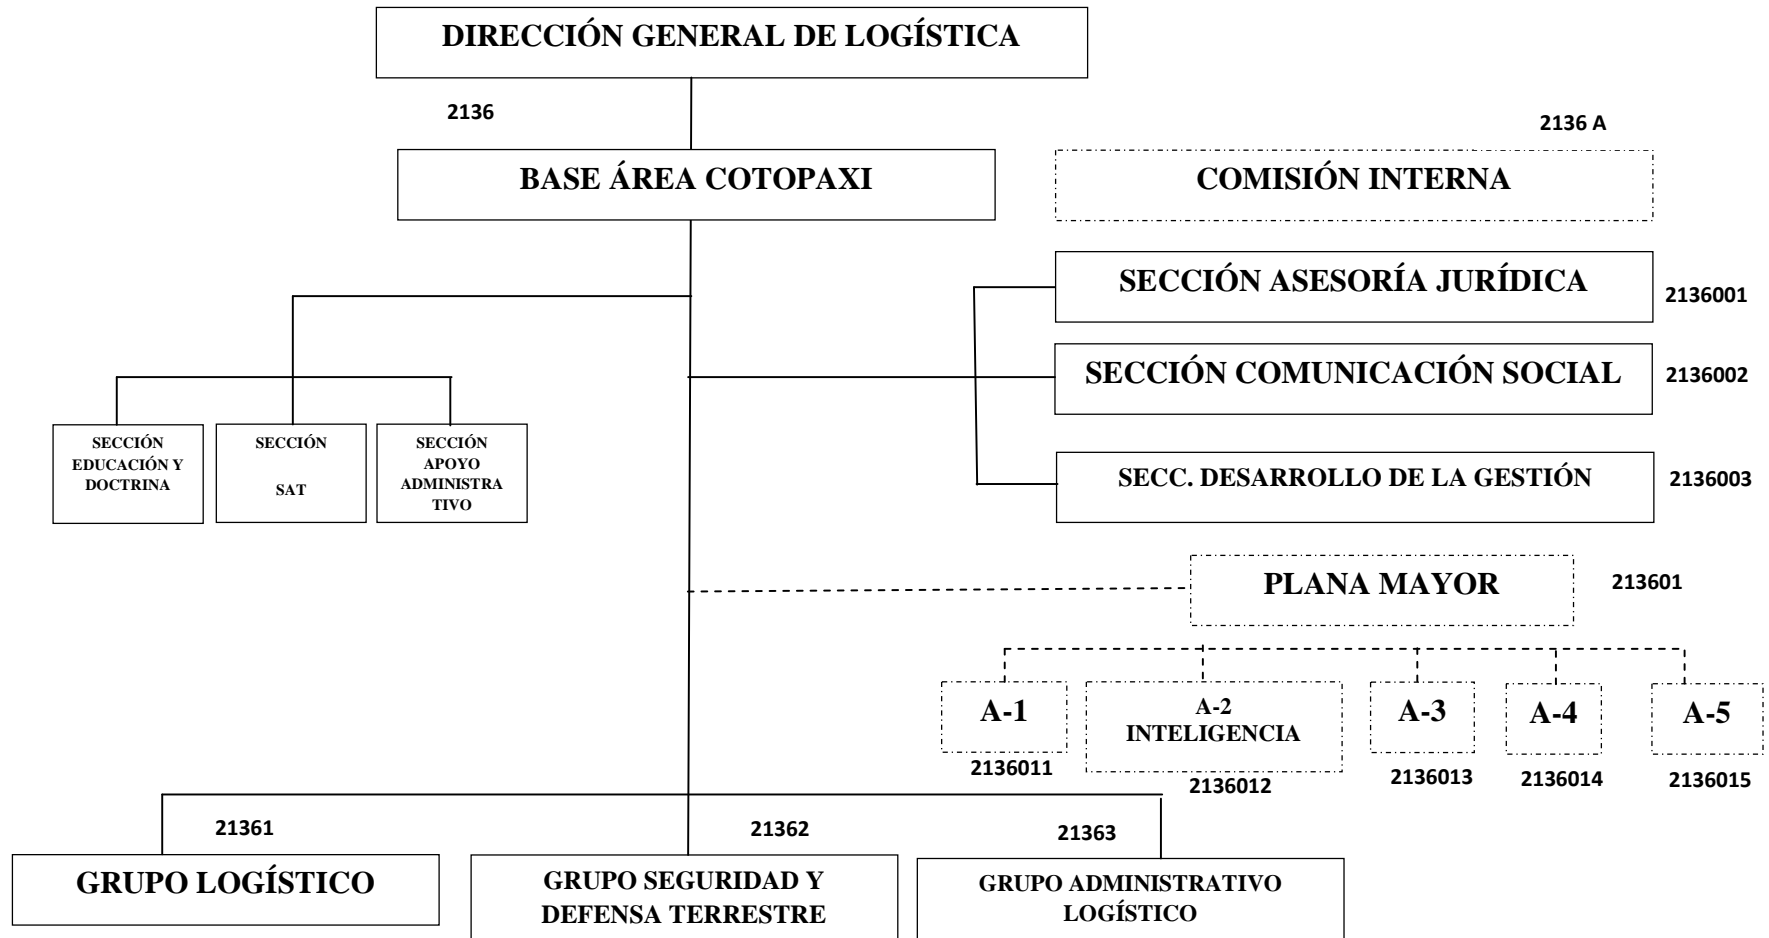 DIRECCIÓN GENERAL DE LOGÍSTICA
2136
2136 A
BASE ÁREA COTOPAXI
COMISIÓN INTERNA
SECCIÓN ASESORÍA JURÍDICA
2136001
SECCIÓN COMUNICACIÓN SOCIAL
2136002
SECCIÓN
EDUCACIÓN Y
DOCTRINA
SECCIÓN
SAT
SECCIÓN
APOYO
ADMINISTRA
TIVO
SECC. DESARROLLO DE LA GESTIÓN
2136003
PLANA MAYOR
213601
A-1
A-2
INTELIGENCIA
A-3
A-4
A-5
2136011
2136012
2136013
2136014
2136015
21361
21362
21363
GRUPO LOGÍSTICO
GRUPO SEGURIDAD Y
DEFENSA TERRESTRE
GRUPO ADMINISTRATIVO
LOGÍSTICO